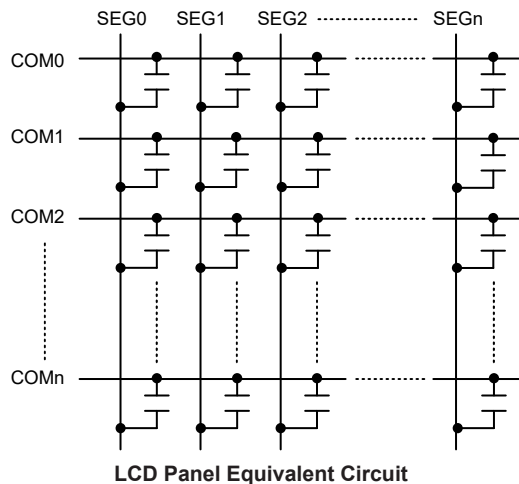 SEG0 SEG1 SEG2 SEGn
COM0
COM1
COM2
COMn
LCD Panel Equivalent Circuit